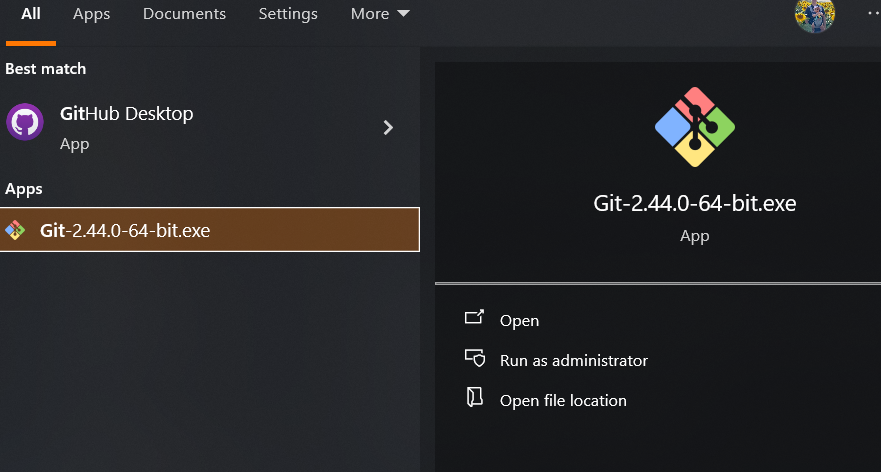 All Apps Documents Settings More
Best match
GitHub Desktop
App
Apps
Git-2.44.0-64-bit.exe
Git-2.44.0-64-bit.exe
App
Open
Run as administrator
Open file location